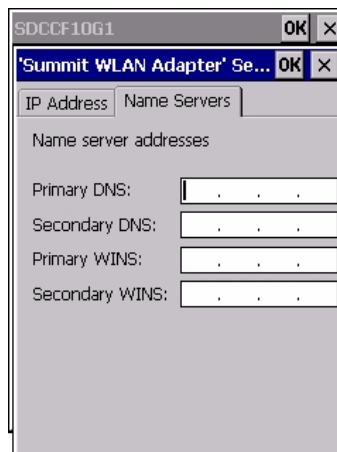 SDCCF10G1 OK ×
'Summit WLAN Adapter' Se... OK ×
IP Address Name Servers
Name server addresses
Primary DNS: . . .
Secondary DNS: . . .
Primary WINS: . . .
Secondary WINS: . . .